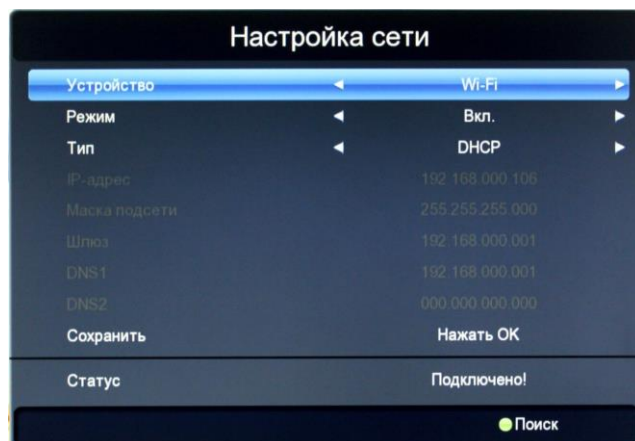 Настройка сети
Устройство Wi-Fi
Режим Вкл.
Тип DHCP
IP-адрес 192.168.000.106
Маска подсети 255.255.255.000
Шлюз 192.168.000.001
DNS1 192.168.000.001
DNS2 000.000.000.000
Сохранить Нажать OK
Статус Подключено!
Поиск